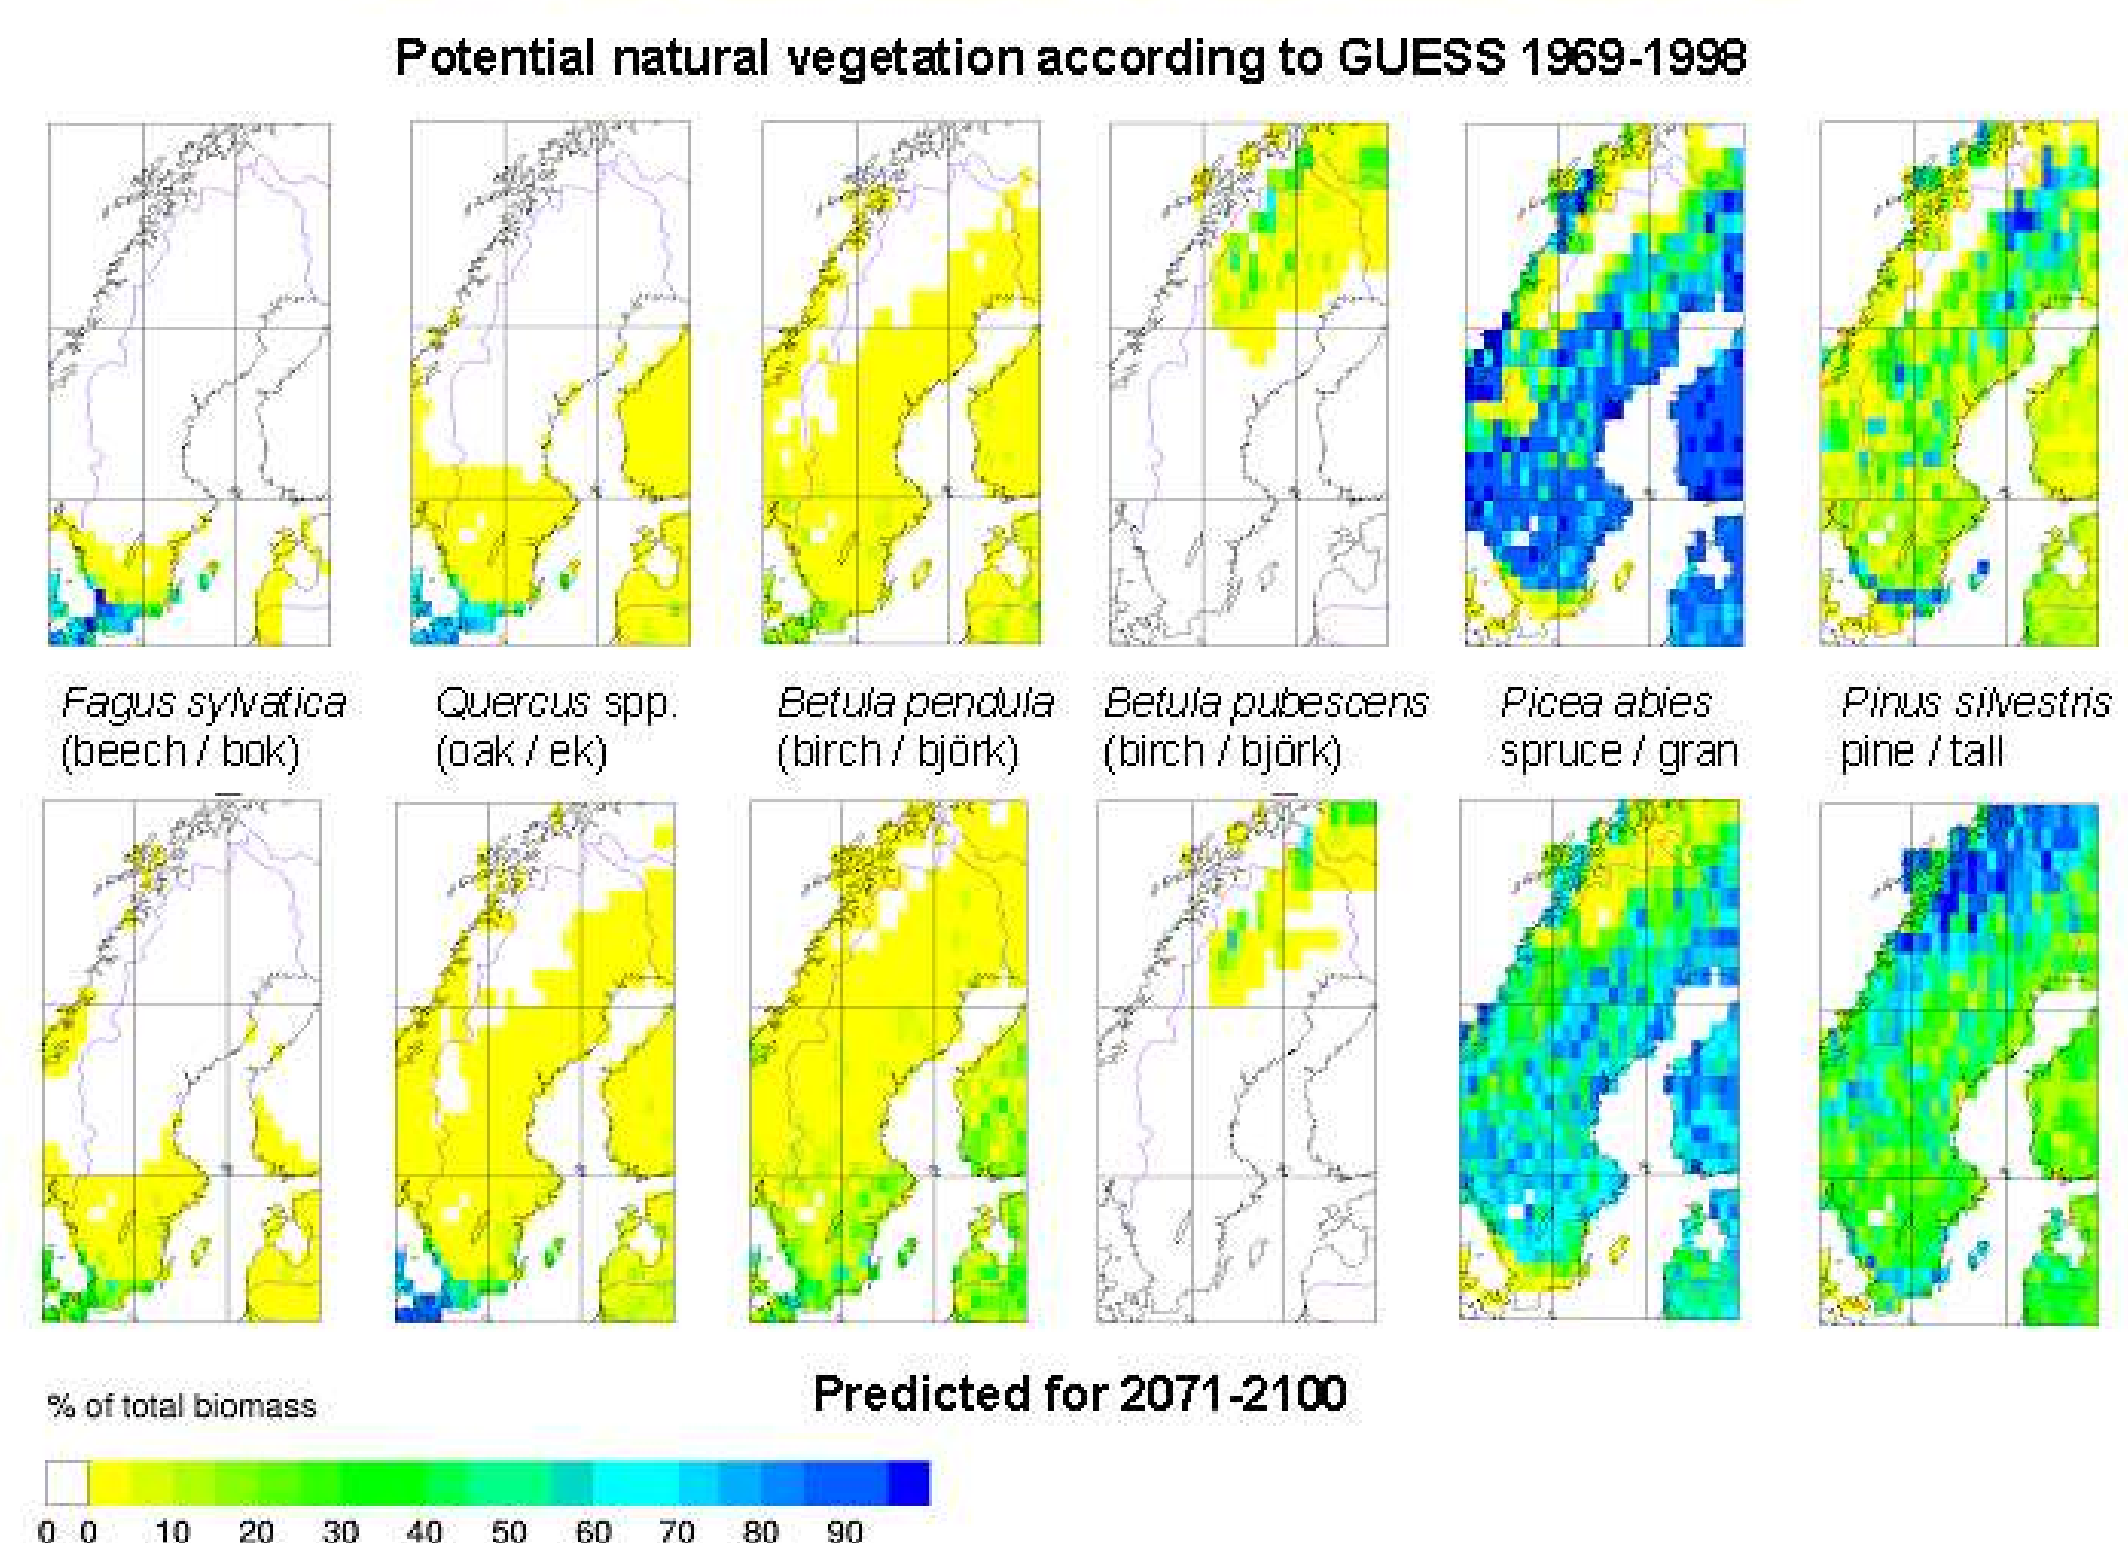 Potential natural vegetation according to GUESS 1969-1998
Fagus sylvatica
(beech / bok)
Quercus spp.
(oak / ek)
Betula pendula
(birch / björk)
Betula pubescens
(birch / björk)
Picea abies
spruce / gran
Pinus silvestris
pine / tall
Predicted for 2071-2100
% of total biomass
0 0 10 20 30 40 50 60 70 80 90